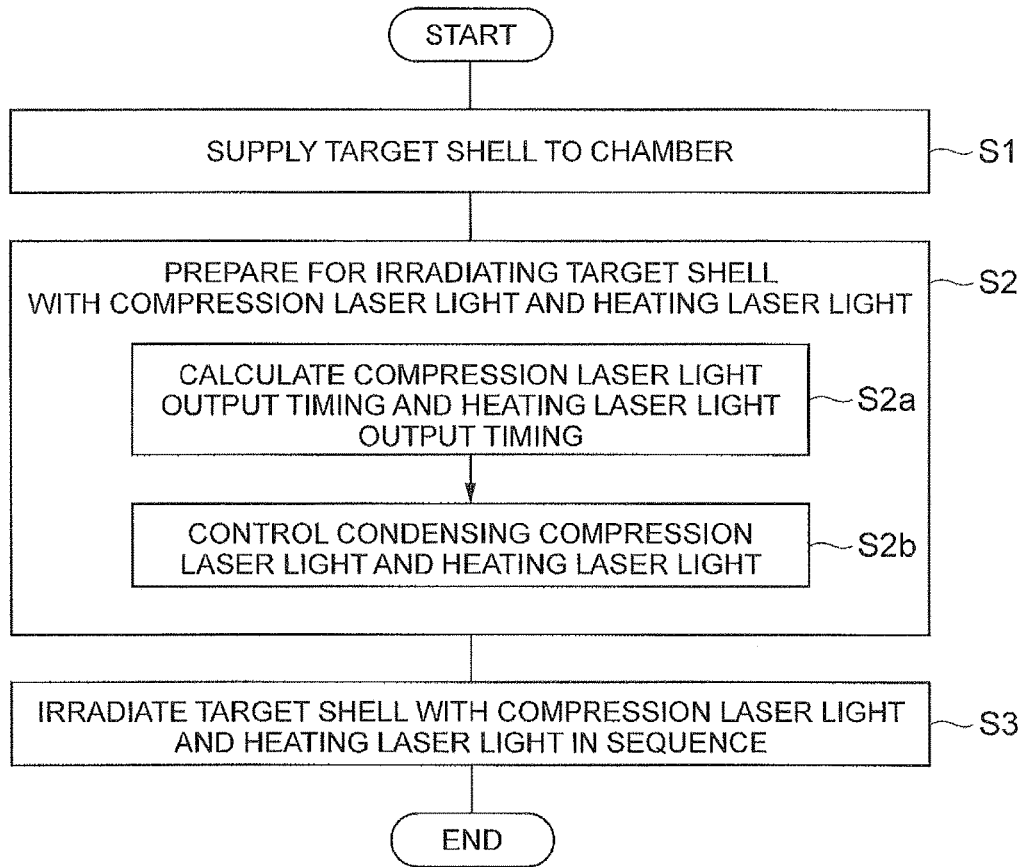 START
SUPPLY TARGET SHELL TO CHAMBER
S1
PREPARE FOR IRRADIATING TARGET SHELL
WITH COMPRESSION LASER LIGHT AND HEATING LASER LIGHT
S2
CALCULATE COMPRESSION LASER LIGHT
OUTPUT TIMING AND HEATING LASER LIGHT
OUTPUT TIMING
S2a
CONTROL CONDENSING COMPRESSION
LASER LIGHT AND HEATING LASER LIGHT
S2b
IRRADIATE TARGET SHELL WITH COMPRESSION LASER LIGHT
AND HEATING LASER LIGHT IN SEQUENCE
S3
END